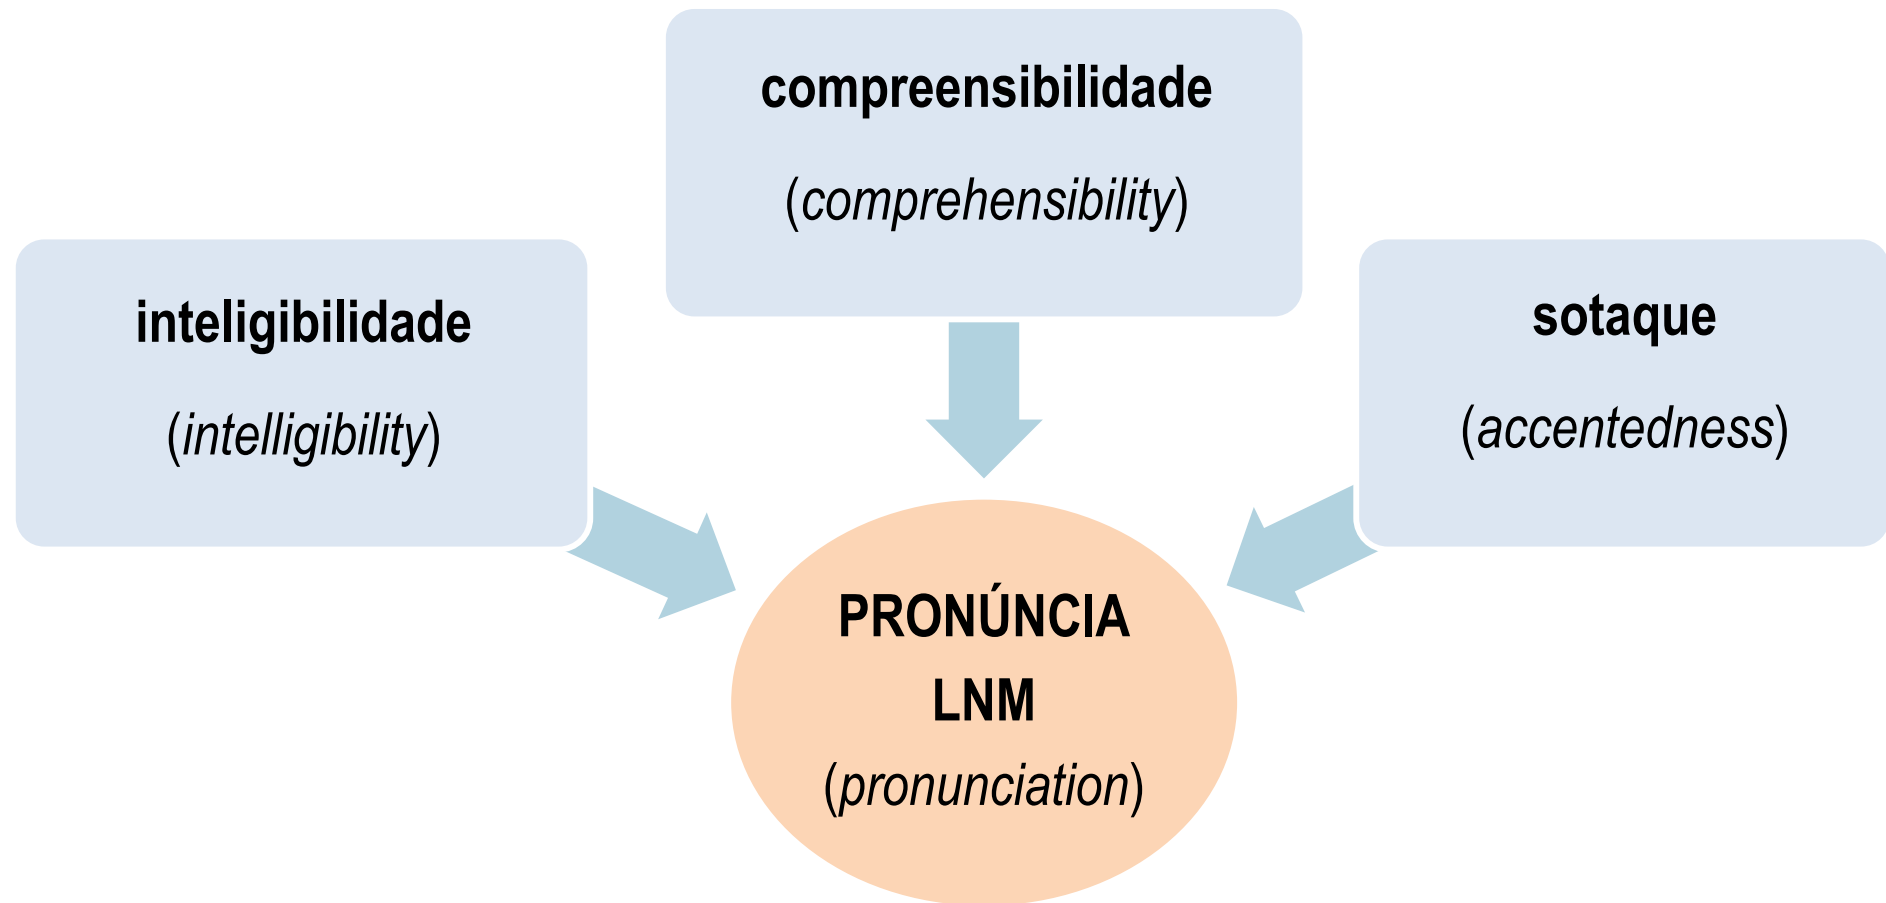 inteligibilidade
(intelligibility)
compreensibilidade
(comprehensibility)
sotaque
(accentedness)
PRONÚNCIA
LNM
(pronunciation)